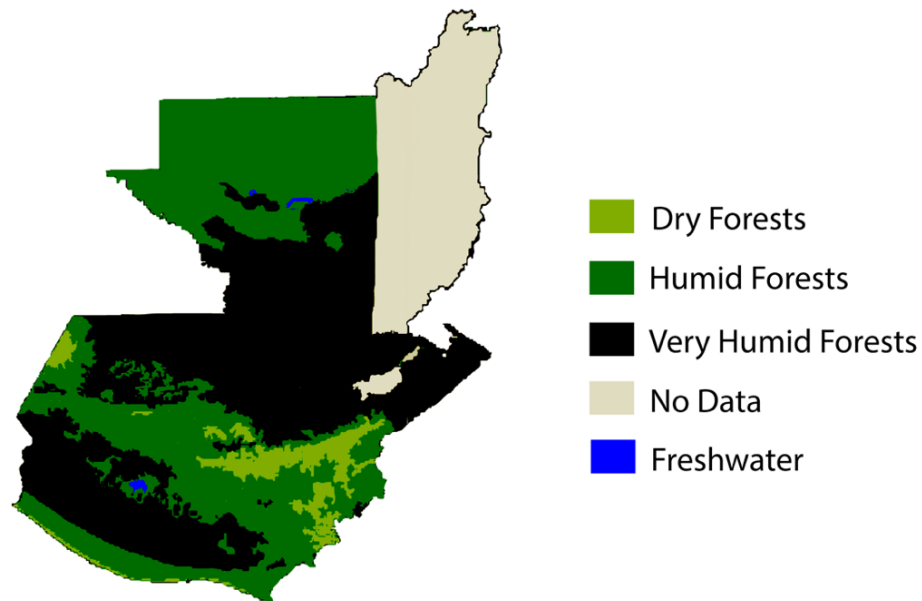 Dry Forests
Humid Forests
Very Humid Forests
No Data
Freshwater